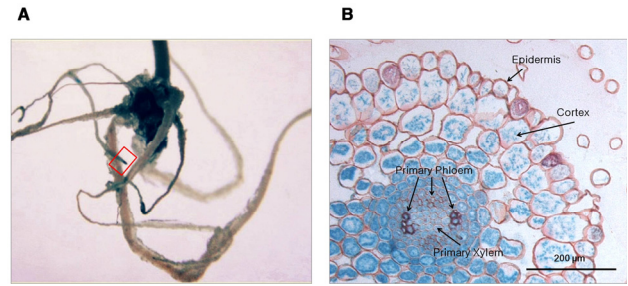 A
B
Epidermis
Cortex
Primary Phloem
Primary Xylem
200 µm